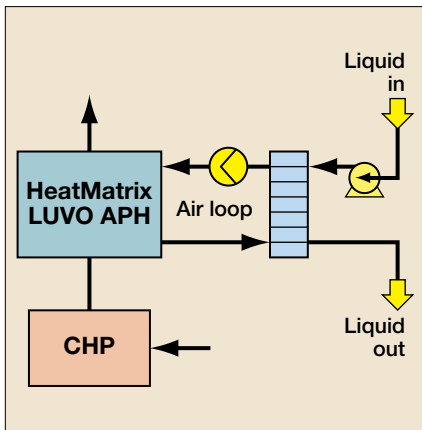 Liquid
in
HeatMatrix
LUVO APH
Air loop
CHP
Liquid
out